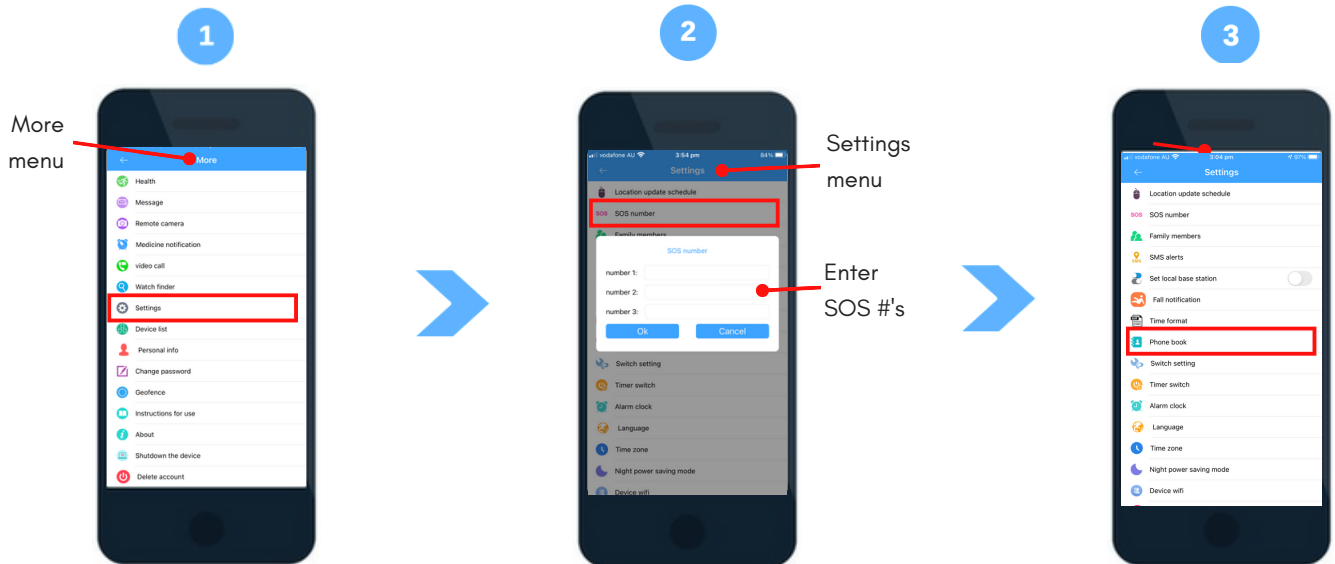 1
2
3
More
menu
← More
Health
Message
Remote camera
Medicine notification
video call
Watch finder
Settings
Device list
Personal info
Change password
Geofence
Instructions for use
About
Shutdown the device
Delete account
vodafone AU 3:54 pm 84%
← Settings
Location update schedule
SOS SOS number
Family members
SOS number
number 1:
number 2:
number 3:
Ok Cancel
Switch setting
Timer switch
Alarm clock
Language
Time zone
Night power saving mode
Device wifi
Settings
menu
Enter
SOS #'s
vodafone AU 3:04 pm 97%
← Settings
Location update schedule
SOS SOS number
Family members
SMS alerts
Set local base station
Fall notification
Time format
Phone book
Switch setting
Timer switch
Alarm clock
Language
Time zone
Night power saving mode
Device wifi